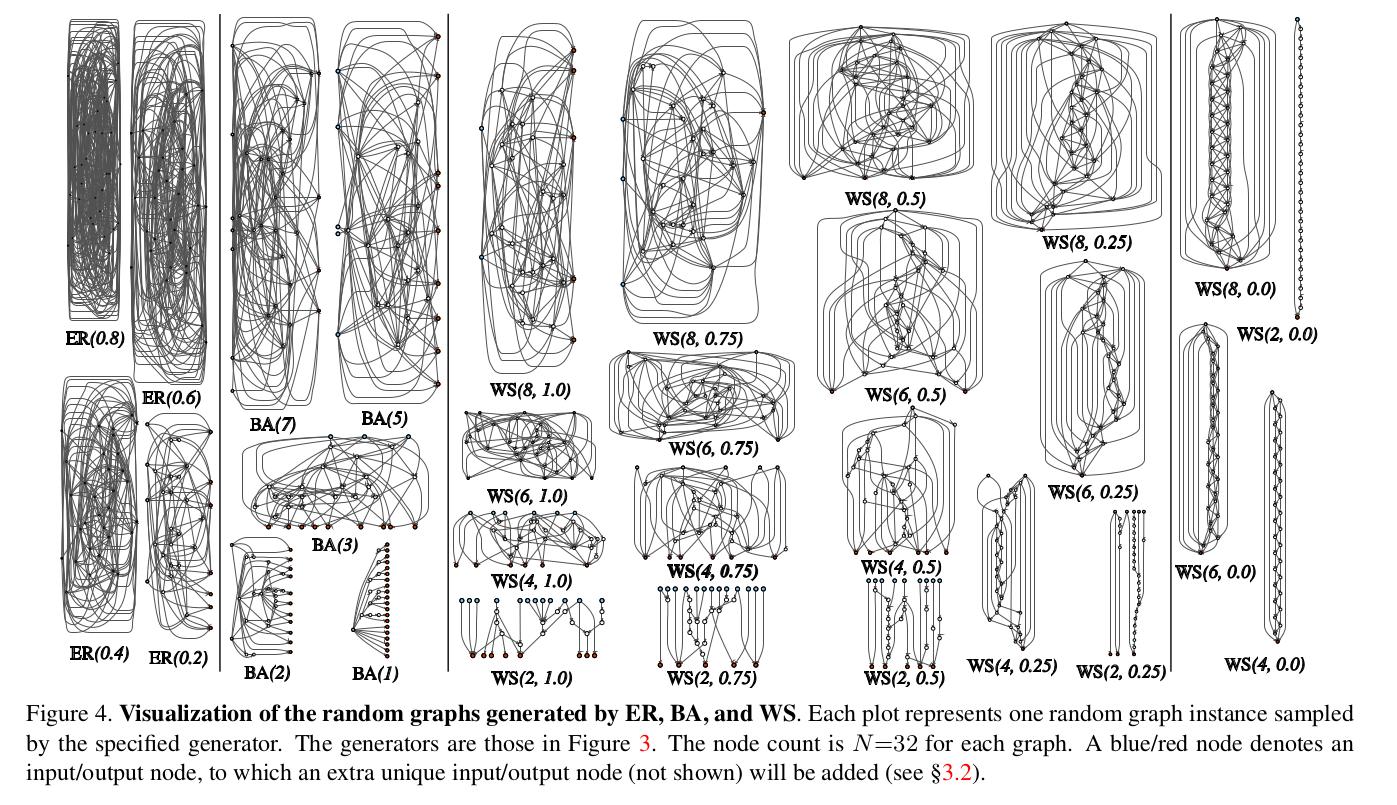 ER(0.8)
ER(0.6)
ER(0.4)
ER(0.2)
BA(7)
BA(5)
BA(3)
BA(2)
BA(1)
WS(8, 1.0)
WS(6, 1.0)
WS(4, 1.0)
WS(2, 1.0)
WS(8, 0.75)
WS(6, 0.75)
WS(4, 0.75)
WS(2, 0.75)
WS(8, 0.5)
WS(6, 0.5)
WS(4, 0.5)
WS(2, 0.5)
WS(8, 0.25)
WS(6, 0.25)
WS(4, 0.25)
WS(2, 0.25)
WS(8, 0.0)
WS(2, 0.0)
WS(6, 0.0)
WS(4, 0.0)
Figure 4. Visualization of the random graphs generated by ER, BA, and WS. Each plot represents one random graph instance sampled
by the specified generator. The generators are those in Figure 3. The node count is N=32 for each graph. A blue/red node denotes an
input/output node, to which an extra unique input/output node (not shown) will be added (see §3.2).